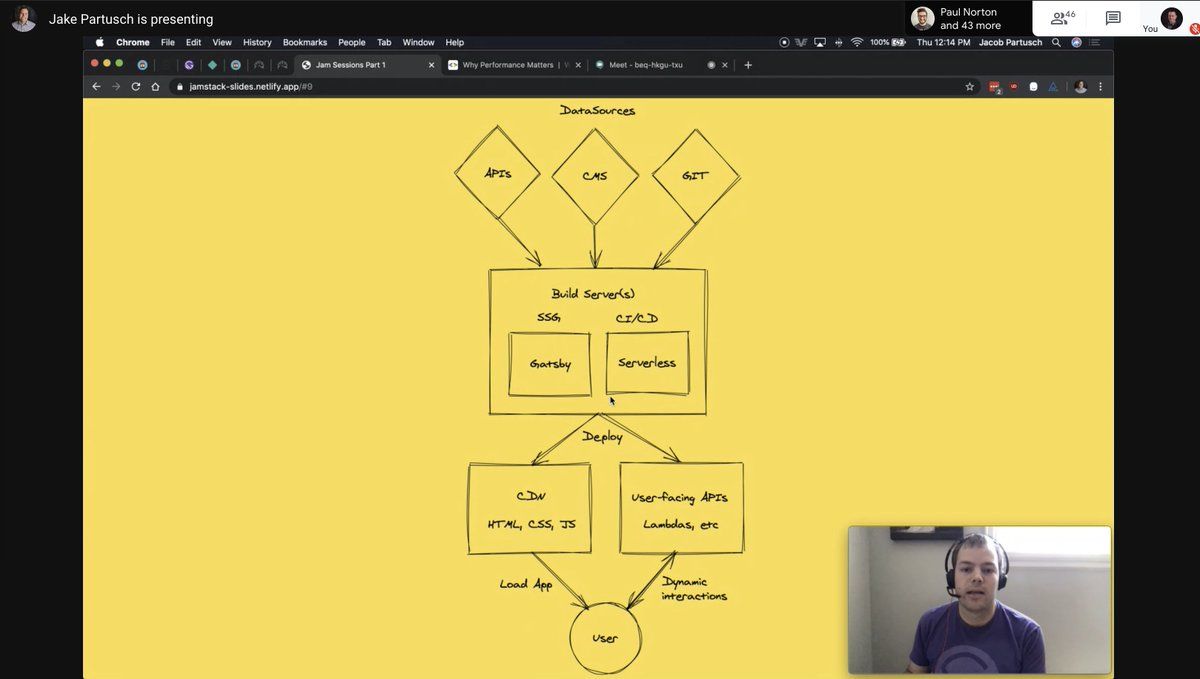 Jake Partusch is presenting
Paul Norton
and 43 more
46
You
Chrome File Edit View History Bookmarks People Tab Window Help
100% Thu 12:14 PM Jacob Partusch
Jam Sessions Part 1
Why Performance Matters
Meet - beq-hkgu-txu
jamstack-slides.netlify.app/#9
2
DataSources
APIs CMS GIT
Build Server(s)
SSG CI/CD
Gatsby Serverless
Deploy
CDN
HTML, CSS, JS
User-facing APIs
Lambdas, etc
Load App
Dynamic
interactions
User